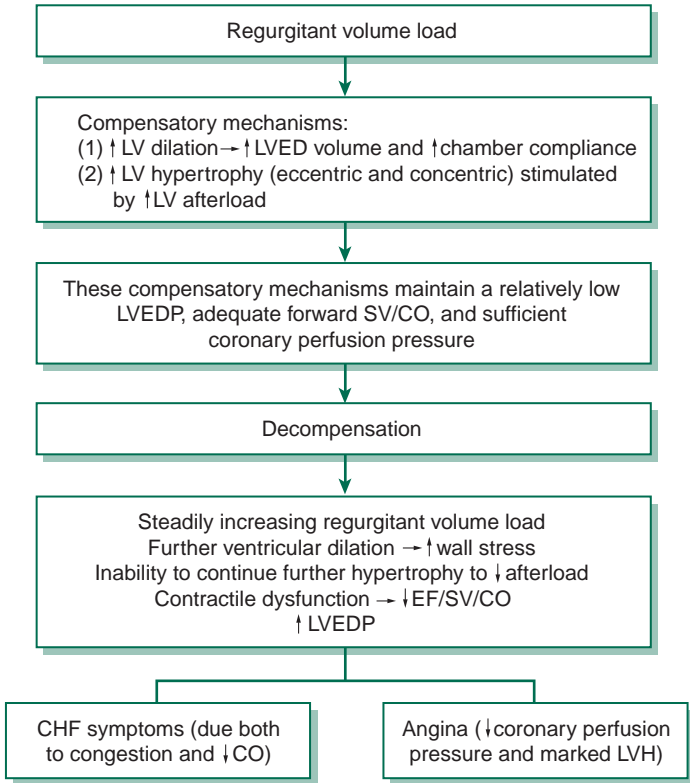 Regurgitant volume load
Compensatory mechanisms:
(1) ↑LV dilation→↑LVED volume and ↑chamber compliance
(2) ↑LV hypertrophy (eccentric and concentric) stimulated
by ↑LV afterload
These compensatory mechanisms maintain a relatively low
LVEDP, adequate forward SV/CO, and sufficient
coronary perfusion pressure
Decompensation
Steadily increasing regurgitant volume load
Further ventricular dilation →↑wall stress
Inability to continue further hypertrophy to ↓afterload
Contractile dysfunction → ↓EF/SV/CO
↑LVEDP
CHF symptoms (due both
to congestion and ↓CO)
Angina (↓coronary perfusion
pressure and marked LVH)